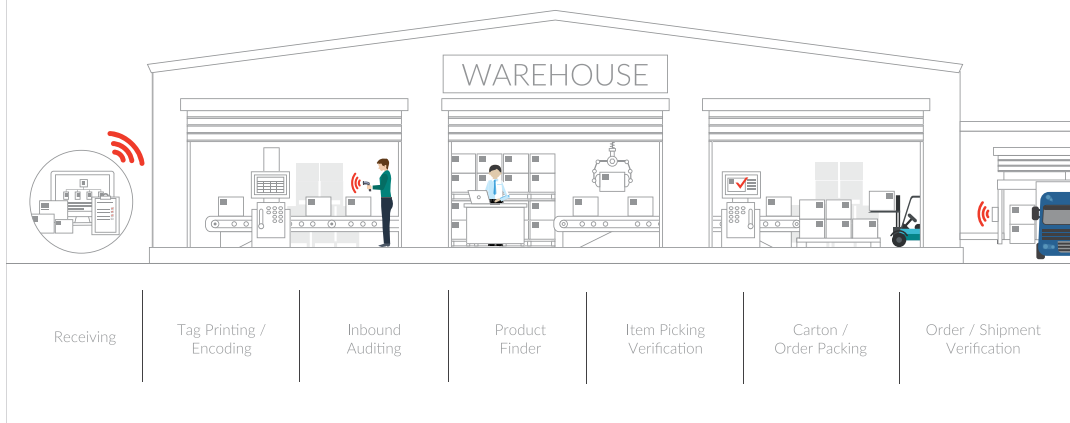 WAREHOUSE
Receiving
Tag Printing /
Encoding
Inbound
Auditing
Product
Finder
Item Picking
Verification
Carton /
Order Packing
Order / Shipment
Verification